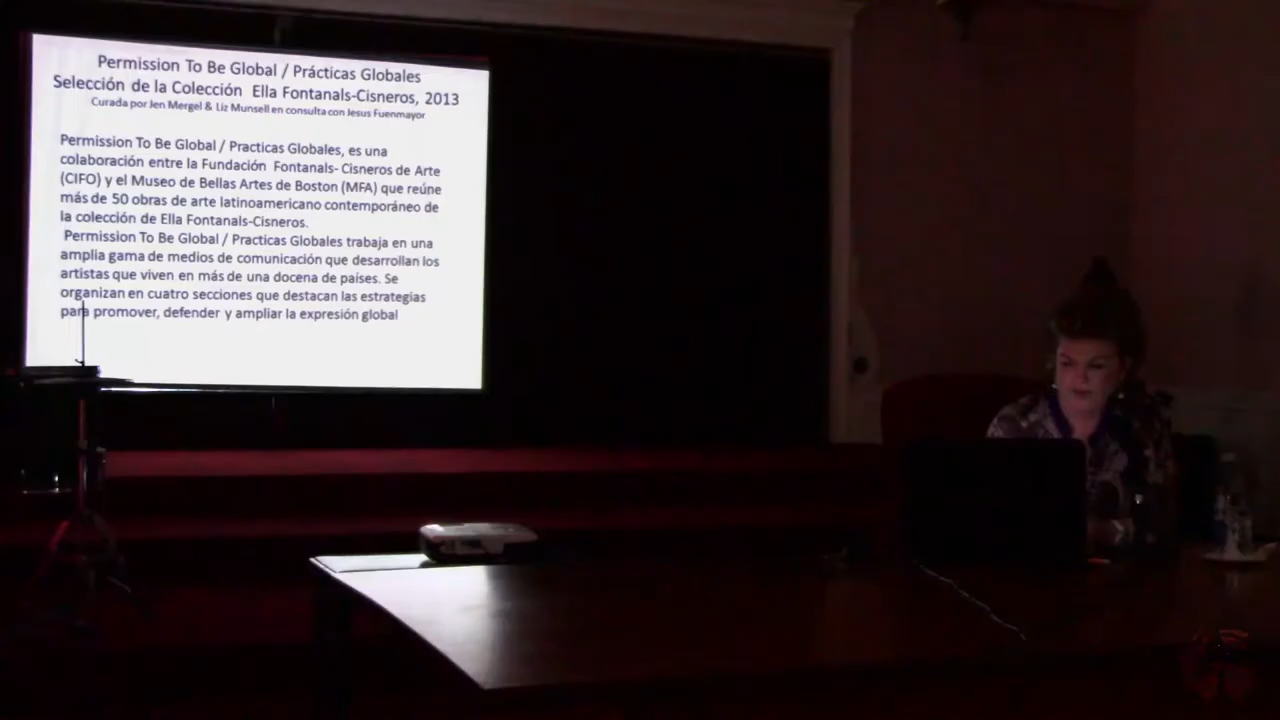 Permission To Be Global / Prácticas Globales
Selección de la Colección Ella Fontanals-Cisneros, 2013
Curada por Jen Mergel & Liz Munsell en consulta con Jesus Fuenmayor
Permission To Be Global / Practicas Globales, es una
colaboración entre la Fundación Fontanals- Cisneros de Arte
(CIFO) y el Museo de Bellas Artes de Boston (MFA) que reúne
más de 50 obras de arte latinoamericano contemporáneo de
la colección de Ella Fontanals-Cisneros.
Permission To Be Global / Practicas Globales trabaja en una
amplia gama de medios de comunicación que desarrollan los
artistas que viven en más de una docena de países. Se
organizan en cuatro secciones que destacan las estrategias
para promover, defender y ampliar la expresión global